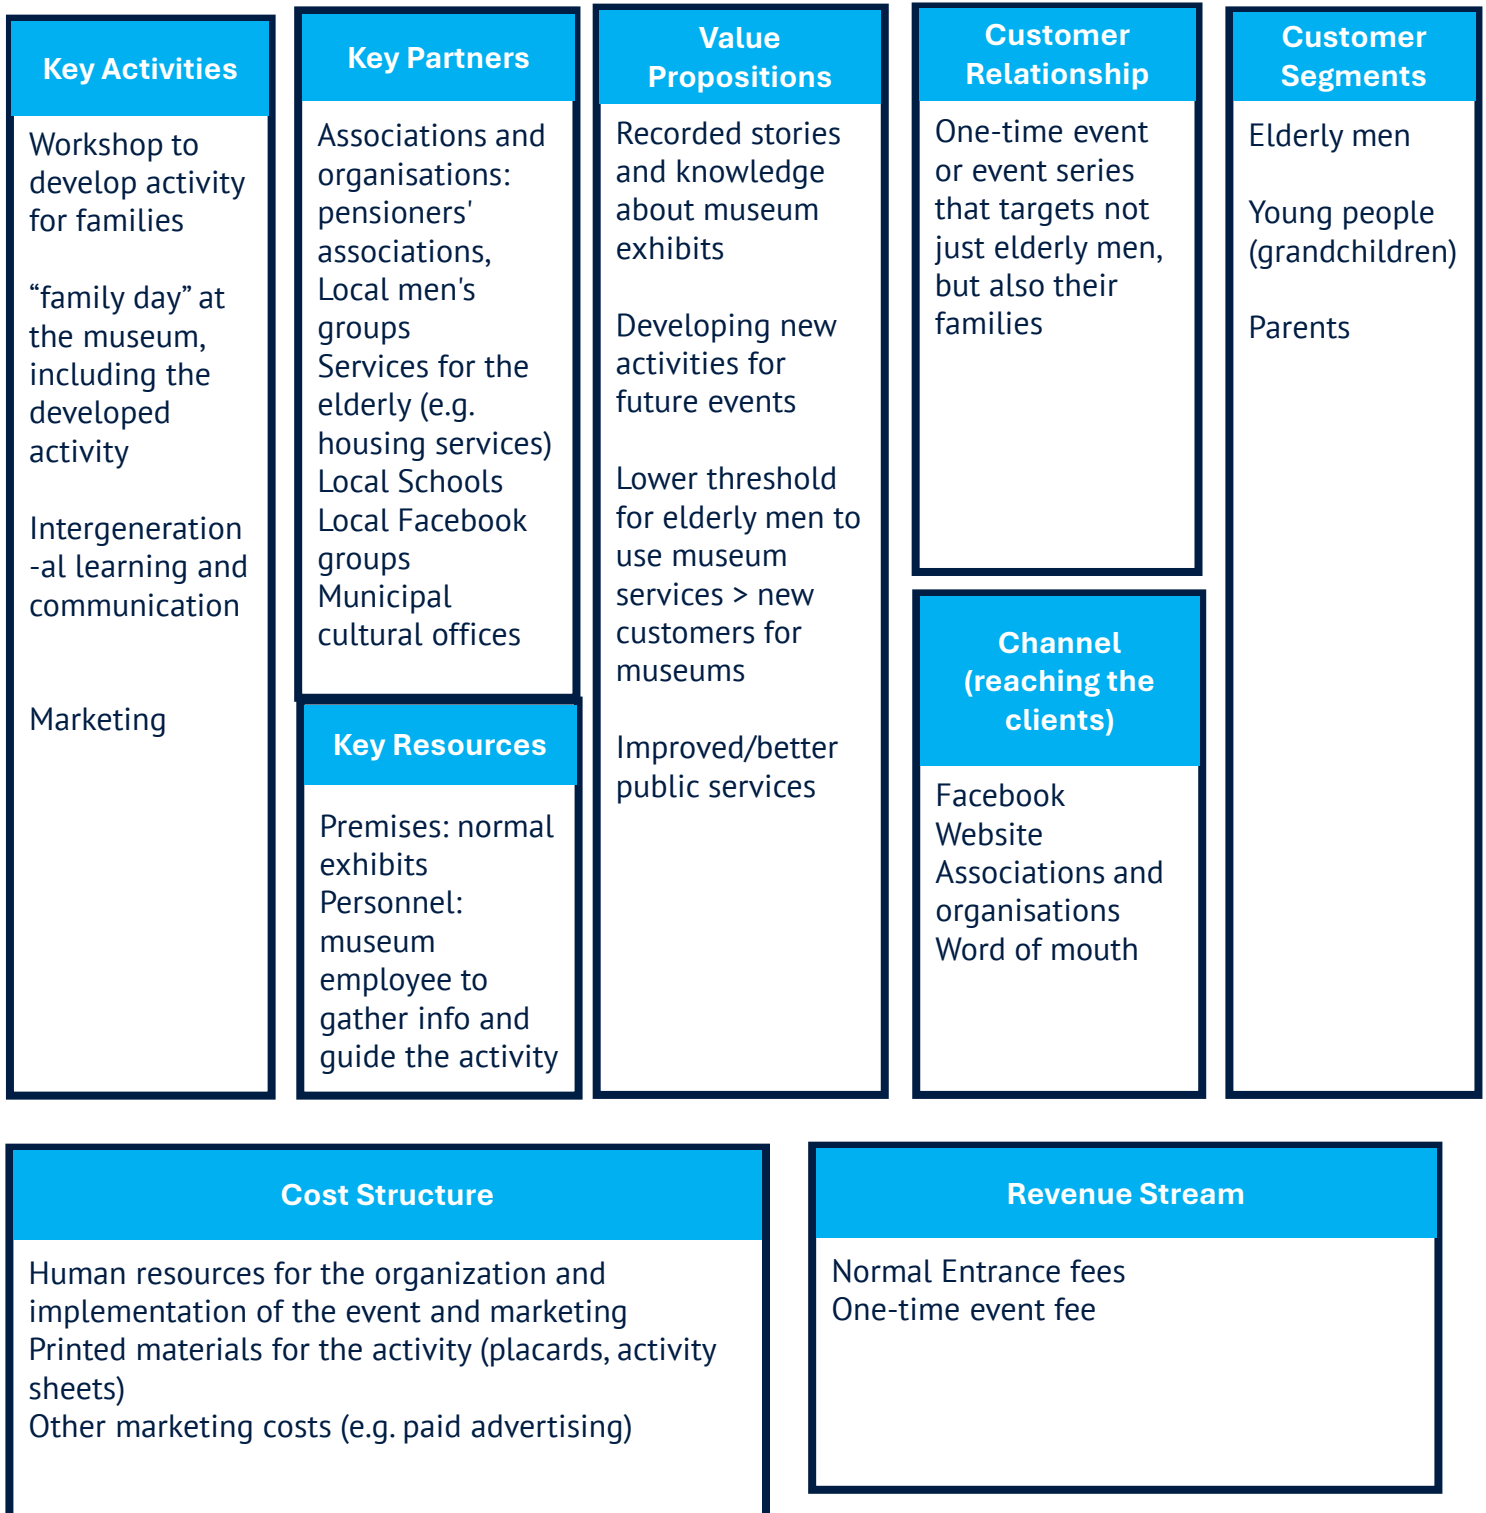 Key Activities
Workshop to
develop activity
for families
“family day” at
the museum,
including the
developed
activity
Intergeneration
-al learning and
communication
Marketing
Key Partners
Associations and
organisations:
pensioners'
associations,
Local men's
groups
Services for the
elderly (e.g.
housing services)
Local Schools
Local Facebook
groups
Municipal
cultural offices
Key Resources
Premises: normal
exhibits
Personnel:
museum
employee to
gather info and
guide the activity
Value
Propositions
Recorded stories
and knowledge
about museum
exhibits
Developing new
activities for
future events
Lower threshold
for elderly men to
use museum
services > new
customers for
museums
Improved/better
public services
Customer
Relationship
One-time event
or event series
that targets not
just elderly men,
but also their
families
Channel
(reaching the
clients)
Facebook
Website
Associations and
organisations
Word of mouth
Customer
Segments
Elderly men
Young people
(grandchildren)
Parents
Cost Structure
Human resources for the organization and
implementation of the event and marketing
Printed materials for the activity (placards, activity
sheets)
Other marketing costs (e.g. paid advertising)
Revenue Stream
Normal Entrance fees
One-time event fee